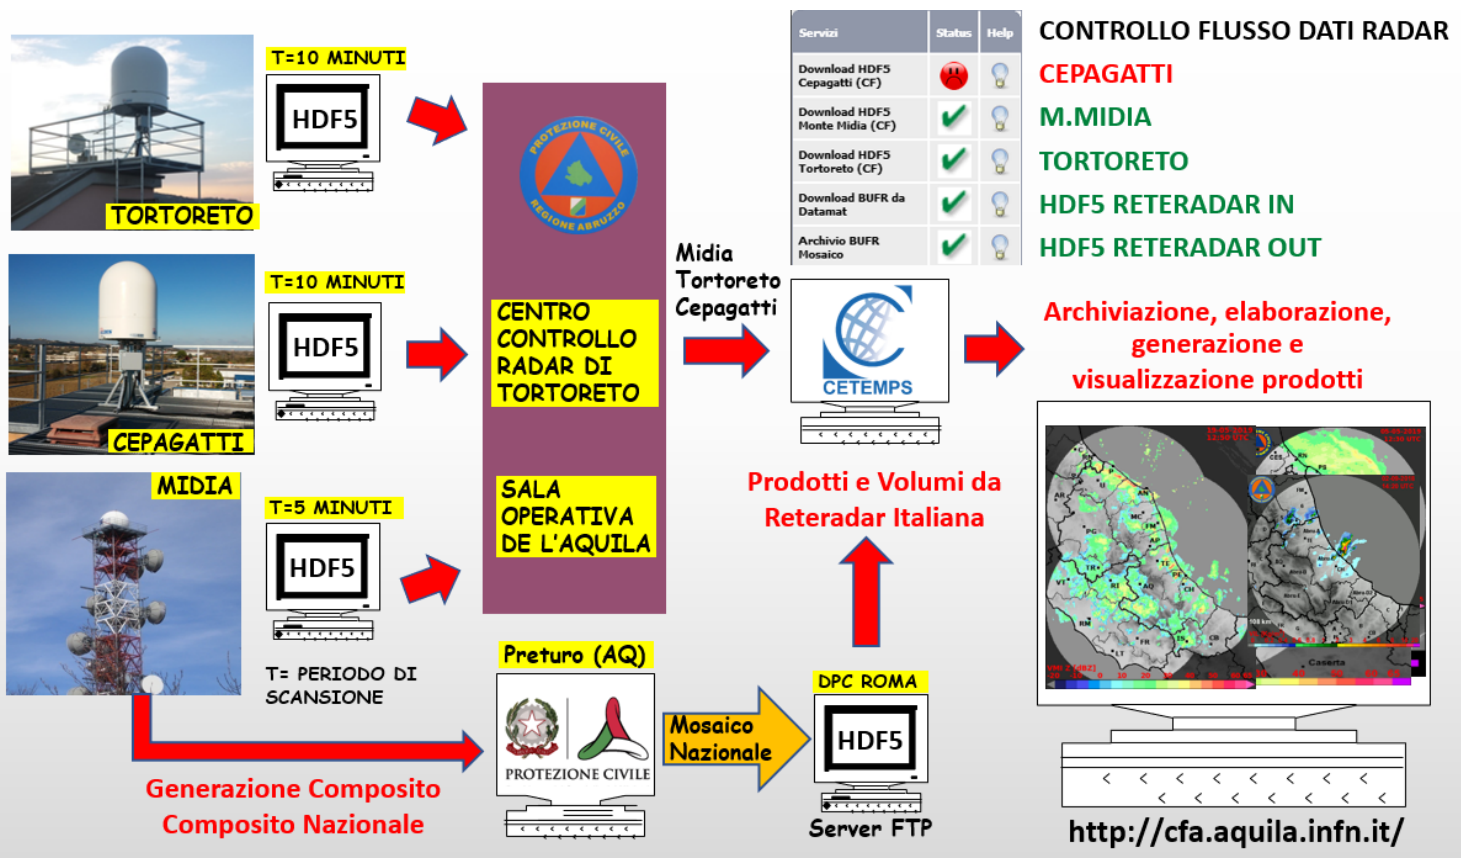 T=10 MINUTI
HDF5
TORTORETO
T=10 MINUTI
HDF5
CEPAGATTI
MIDIA
T=5 MINUTI
HDF5
T= PERIODO DI
SCANSIONE
PROTEZIONE CIVILE
REGIONE ABRUZZO
CENTRO
CONTROLLO
RADAR DI
TORTORETO
SALA
OPERATIVA
DE L'AQUILA
Midia
Tortoreto
Cepagatti
Servizi Status Help
Download HDF5
Cepagatti (CF)
Download HDF5
Monte Midia (CF)
Download HDF5
Tortoreto (CF)
Download BUFR da
Datamat
Archivio BUFR
Mosaico
CONTROLLO FLUSSO DATI RADAR
CEPAGATTI
M.MIDIA
TORTORETO
HDF5 RETERADAR IN
HDF5 RETERADAR OUT
CETEMPS
Archiviazione, elaborazione,
generazione e
visualizzazione prodotti
Prodotti e Volumi da
Reteradar Italiana
Preturo (AQ)
PROTEZIONE CIVILE
Mosaico
Nazionale
DPC ROMA
HDF5
Server FTP
Generazione Composito
Composito Nazionale
Caserta
http://cfa.aquila.infn.it/